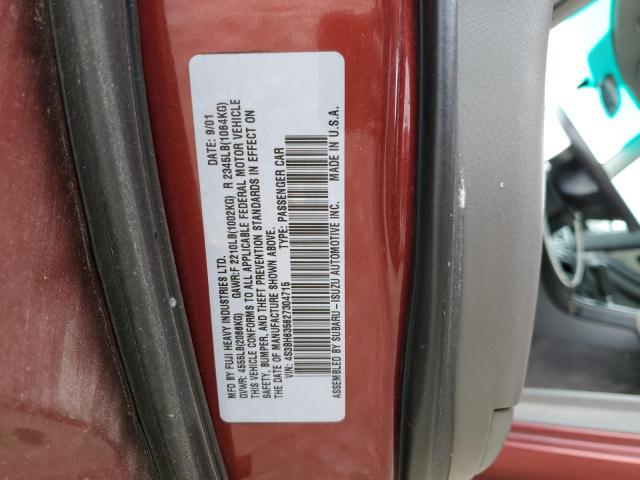 MFD BY FUJI HEAVY INDUSTRIES LTD. DATE: 9/01
GVWR: 4555LB(2066KG) GAWR:F 2210LB(1002KG) R 2345LB(1064KG)
THIS VEHICLE CONFORMS TO ALL APPLICABLE FEDERAL MOTOR VEHICLE
SAFETY, BUMPER, AND THEFT PREVENTION STANDARDS IN EFFECT ON
THE DATE OF MANUFACTURE SHOWN ABOVE.
VIN: 4S3BH635627304715 TYPE: PASSENGER CAR
ASSEMBLED BY SUBARU-ISUZU AUTOMOTIVE INC. MADE IN U.S.A.